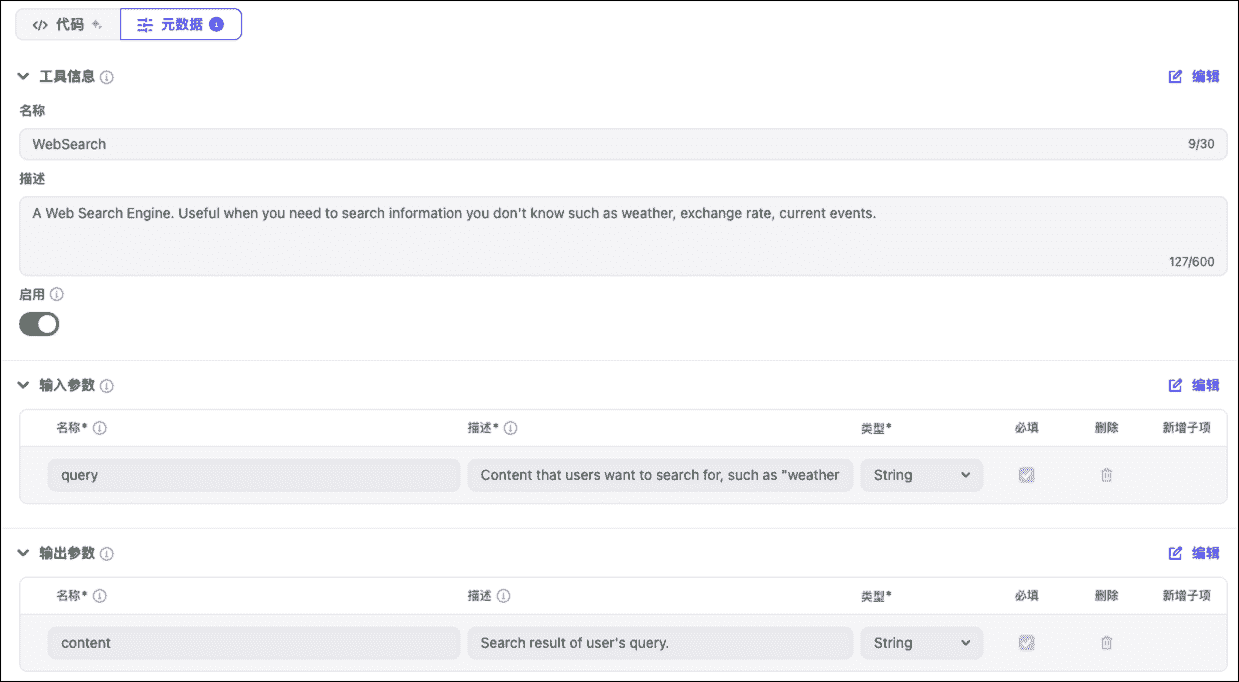 </> 代码 元数据 1
工具信息 编辑
名称
WebSearch 9/30
描述
A Web Search Engine. Useful when you need to search information you don't know such as weather, exchange rate, current events.
127/600
启用
输入参数 编辑
名称* 描述* 类型* 必填 删除 新增子项
query Content that users want to search for, such as "weather String
输出参数 编辑
名称* 描述 类型* 必填 删除 新增子项
content Search result of user's query. String